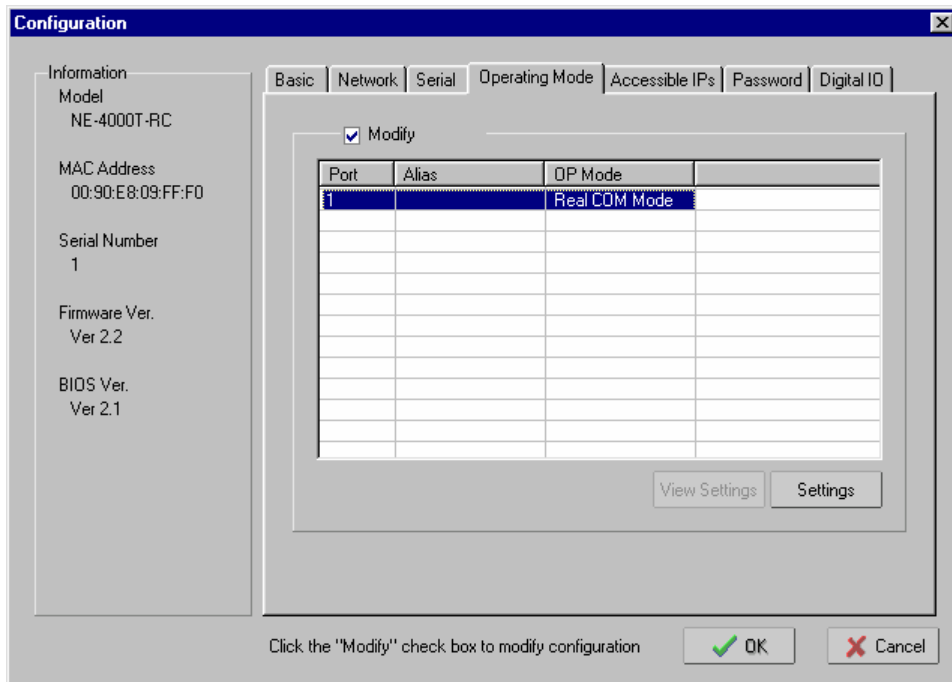 Configuration
Information
Model
NE-4000T-RC
MAC Address
00:90:E8:09:FF:F0
Serial Number
1
Firmware Ver.
Ver 2.2
BIOS Ver.
Ver 2.1
Basic Network Serial Operating Mode Accessible IPs Password Digital IO
Modify
Port Alias OP Mode
1 Real COM Mode
View Settings Settings
Click the "Modify" check box to modify configuration OK Cancel